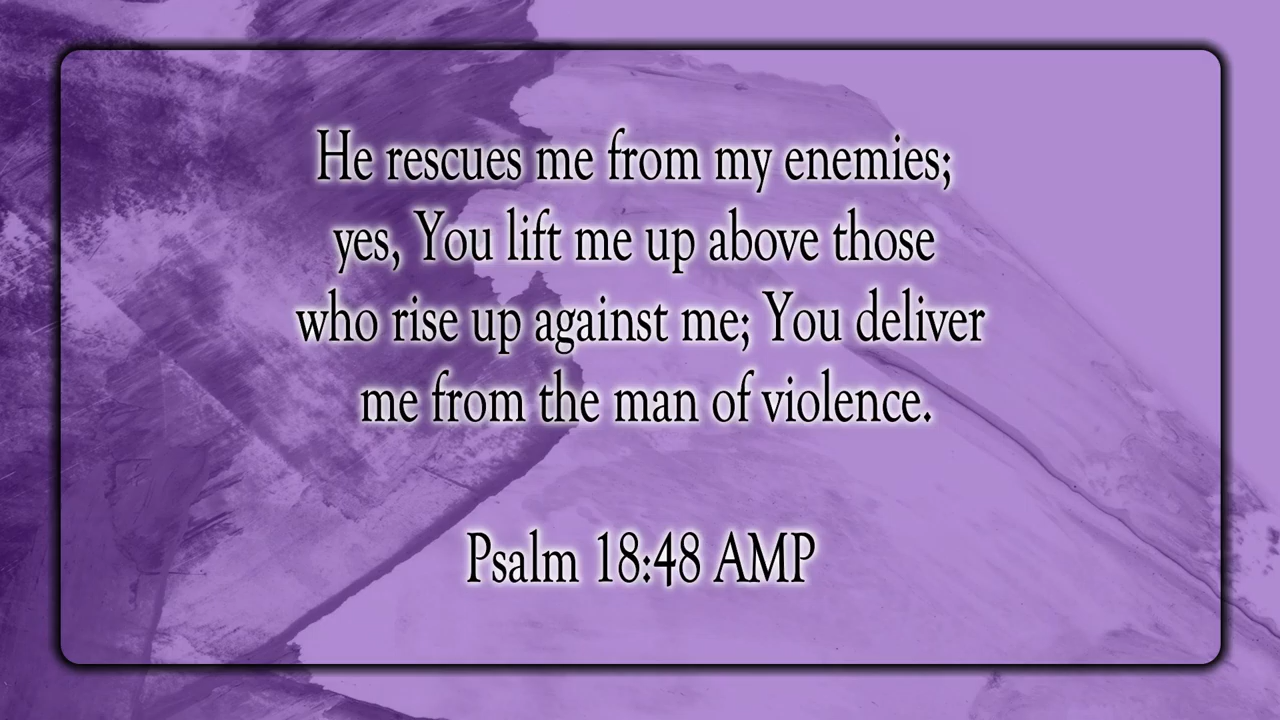 He rescues me from my enemies;
yes, You lift me up above those
who rise up against me; You deliver
me from the man of violence.
Psalm 18:48 AMP